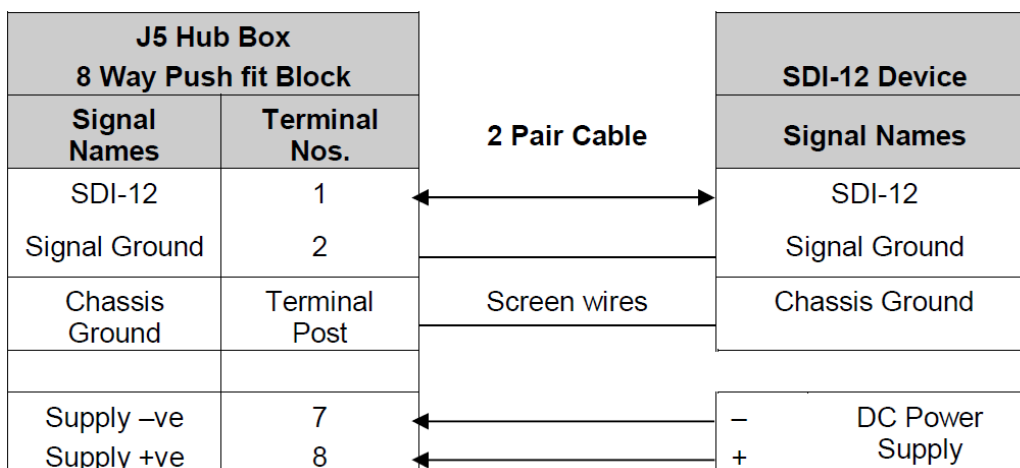 J5 Hub Box
8 Way Push fit Block
SDI-12 Device
Signal
Names
Terminal
Nos.
2 Pair Cable
Signal Names
SDI-12 1 SDI-12
Signal Ground 2 Signal Ground
Chassis
Ground
Terminal
Post
Screen wires
Chassis Ground
Supply –ve 7 – DC Power
Supply +ve 8 + Supply